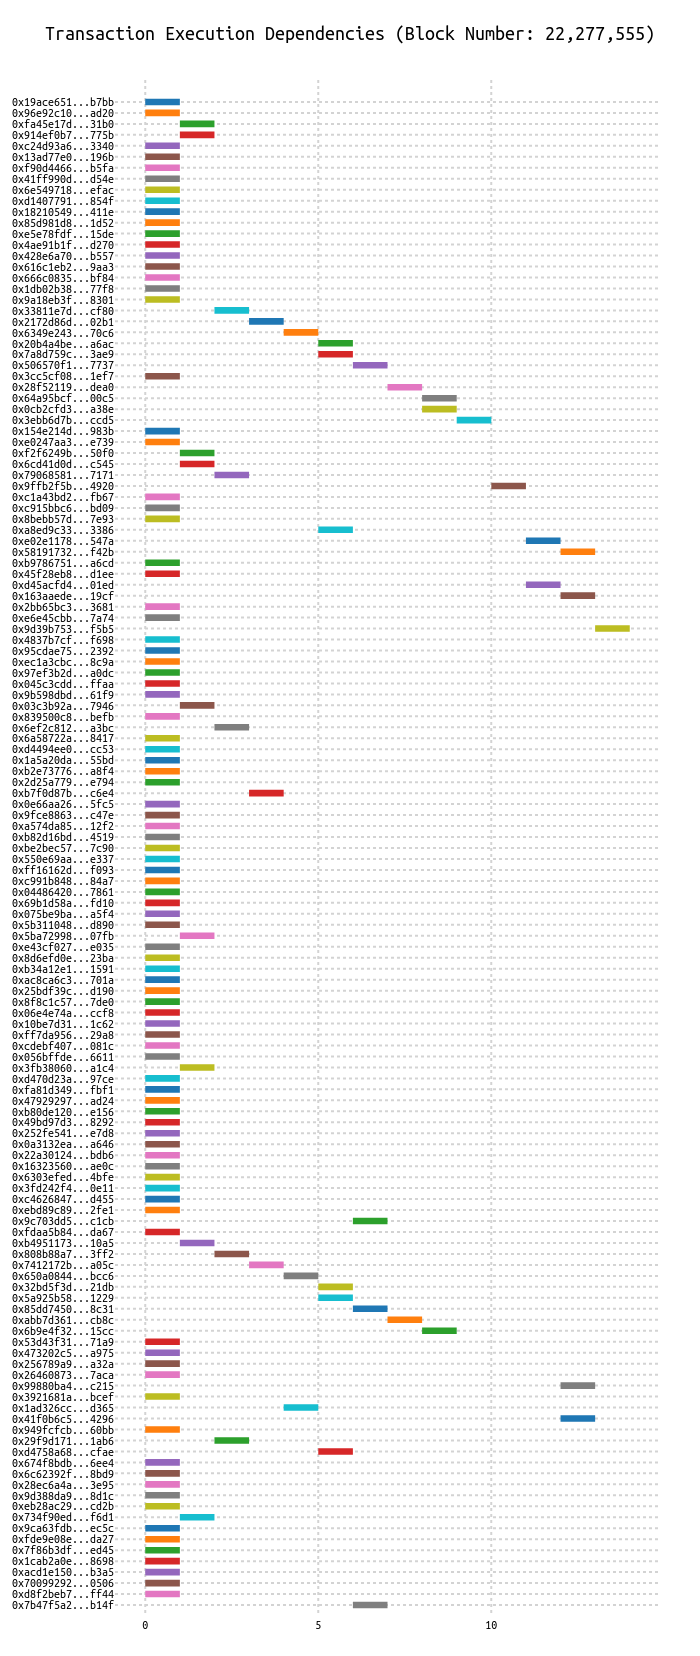 Transaction Execution Dependencies (Block Number: 22,277,555)
0x19ace651...b7bb
0x96e92c10...ad20
0xfa45e17d...31b0
0x914ef0b7...775b
0xc24d93a6...3340
0x13ad77e0...196b
0xf90d4466...b5fa
0x41ff990d...d54e
0x6e549718...efac
0xd1407791...854f
0x18210549...411e
0x85d981d8...1d52
0xe5e78fdf...15de
0x4ae91b1f...d270
0x428e6a70...b557
0x616c1eb2...9aa3
0x666c0835...bf84
0x1db02b38...77f8
0x9a18eb3f...8301
0x33811e7d...cf80
0x2172d86d...02b1
0x6349e243...70c6
0x20b4a4be...a6ac
0x7a8d759c...3ae9
0x506570f1...7737
0x3cc5cf08...1ef7
0x28f52119...dea0
0x64a95bcf...00c5
0x0cb2cfd3...a38e
0x3ebb6d7b...ccd5
0x154e214d...983b
0xe0247aa3...e739
0xf2f6249b...50f0
0x6cd41d0d...c545
0x79068581...7171
0x9ffb2f5b...4920
0xc1a43bd2...fb67
0xc915bbc6...bd09
0x8bebb57d...7e93
0xa8ed9c33...3386
0xe02e1178...547a
0x58191732...f42b
0xb9786751...a6cd
0x45f28eb8...d1ee
0xd45acfd4...01ed
0x163aaede...19cf
0x2bb65bc3...3681
0xe6e45cbb...7a74
0x9d39b753...f5b5
0x4837b7cf...f698
0x95cdae75...2392
0xec1a3cbc...8c9a
0x97ef3b2d...a0dc
0x045c3cdd...ffaa
0x9b598dbd...61f9
0x03c3b92a...7946
0x839500c8...befb
0x6ef2c812...a3bc
0x6a58722a...8417
0xd4494ee0...cc53
0x1a5a20da...55bd
0xb2e73776...a8f4
0x2d25a779...e794
0xb7f0d87b...c6e4
0x0e66aa26...5fc5
0x9fce8863...c47e
0xa574da85...12f2
0xb82d16bd...4519
0xbe2bec57...7c90
0x550e69aa...e337
0xff16162d...f093
0xc991b848...84a7
0x04486420...7861
0x69b1d58a...fd10
0x075be9ba...a5f4
0x5b311048...d890
0x5ba72998...07fb
0xe43cf027...e035
0x8d6efd0e...23ba
0xb34a12e1...1591
0xac8ca6c3...701a
0x25bdf39c...d190
0x8f8c1c57...7de0
0x06e4e74a...ccf8
0x10be7d31...1c62
0xff7da956...29a8
0xcdebf407...081c
0x056bffde...6611
0x3fb38060...a1c4
0xd470d23a...97ce
0xfa81d349...fbf1
0x47929297...ad24
0xb80de120...e156
0x49bd97d3...8292
0x252fe541...e7d8
0x0a3132ea...a646
0x22a30124...bdb6
0x16323560...ae0c
0x6303efed...4bfe
0x3fd242f4...0e11
0xc4626847...d455
0xebd89c89...2fe1
0x9c703dd5...c1cb
0xfdaa5b84...da67
0xb4951173...10a5
0x808b88a7...3ff2
0x7412172b...a05c
0x650a0844...bcc6
0x32bd5f3d...21db
0x5a925b58...1229
0x85dd7450...8c31
0xabb7d361...cb8c
0x6b9e4f32...15cc
0x53d43f31...71a9
0x473202c5...a975
0x256789a9...a32a
0x26460873...7aca
0x99880ba4...c215
0x3921681a...bcef
0x1ad326cc...d365
0x41f0b6c5...4296
0x949fcfcb...60bb
0x29f9d171...1ab6
0xd4758a68...cfae
0x674f8bdb...6ee4
0x6c62392f...8bd9
0x28ec6a4a...3e95
0x9d388da9...8d1c
0xeb28ac29...cd2b
0x734f90ed...f6d1
0x9ca63fdb...ec5c
0xfde9e08e...da27
0x7f86b3df...ed45
0x1cab2a0e...8698
0xacd1e150...b3a5
0x70099292...0506
0xd8f2beb7...ff44
0x7b47f5a2...b14f
0 5 10